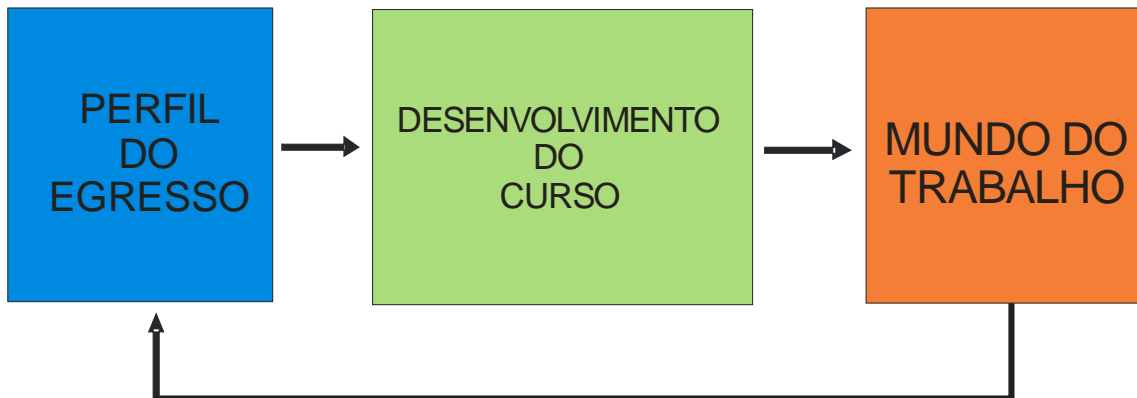 PERFIL
DO
EGRESSO
DESENVOLVIMENTO
DO
CURSO
MUNDO DO
TRABALHO